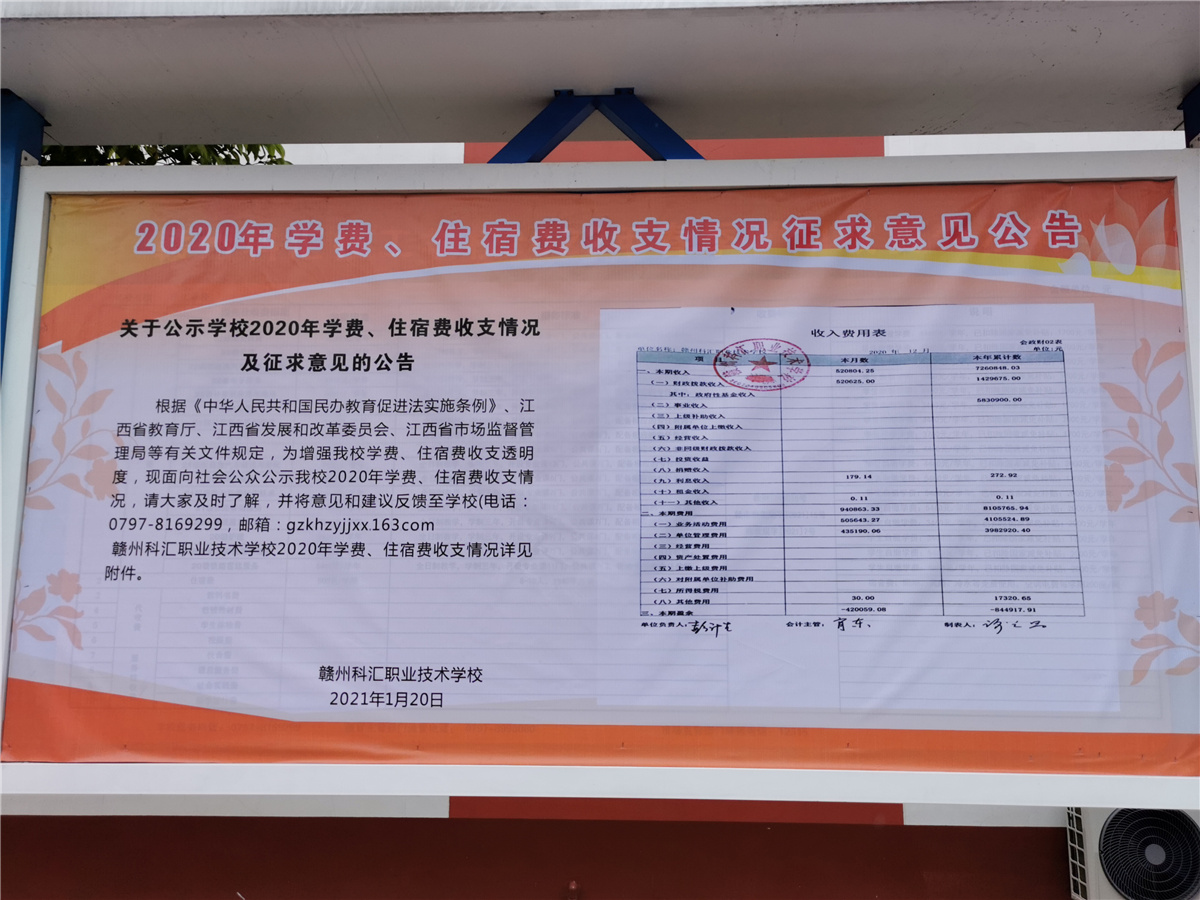 2020年学费、住宿费收支情况征求意见公告
关于公示学校2020年学费、住宿费收支情况
及征求意见的公告
根据《中华人民共和国民办教育促进法实施条例》、江
西省教育厅、江西省发展和改革委员会、江西省市场监督管
理局等有关文件规定，为增强我校学费、住宿费收支透明
度，现面向社会公众公示我校2020年学费、住宿费收支情
况，请大家及时了解，并将意见和建议反馈至学校(电话：
0797-8169299，邮箱：gzkhzyjjxx.163com
赣州科汇职业技术学校2020年学费、住宿费收支情况详见
附件。
赣州科汇职业技术学校
2021年1月20日
收入费用表
会政财02表
2020年 12月 单位：元
项 本月数 本年累计数
一、本期收入 520804.25 7260848.03
（一）财政拨款收入 520625.00 1429675.00
其中：政府性基金收入
（二）事业收入 5830900.00
（三）上级补助收入
（四）附属单位上缴收入
（五）经营收入
（六）非同级财政拨款收入
（七）投资收益
（八）捐赠收入
（九）利息收入 179.14 272.92
（十）租金收入
（十一）其他收入 0.11 0.11
二、本期费用 940863.33 8105765.94
（一）业务活动费用 505643.27 4105524.89
（二）单位管理费用 435190.06 3982920.40
（三）经营费用
（四）资产处置费用
（五）上缴上级费用
（六）对附属单位补助费用
（七）所得税费用
（八）其他费用 30.00 17320.65
三、本期盈余 -420059.08 -844917.91
单位负责人： 会计主管： 制表人：